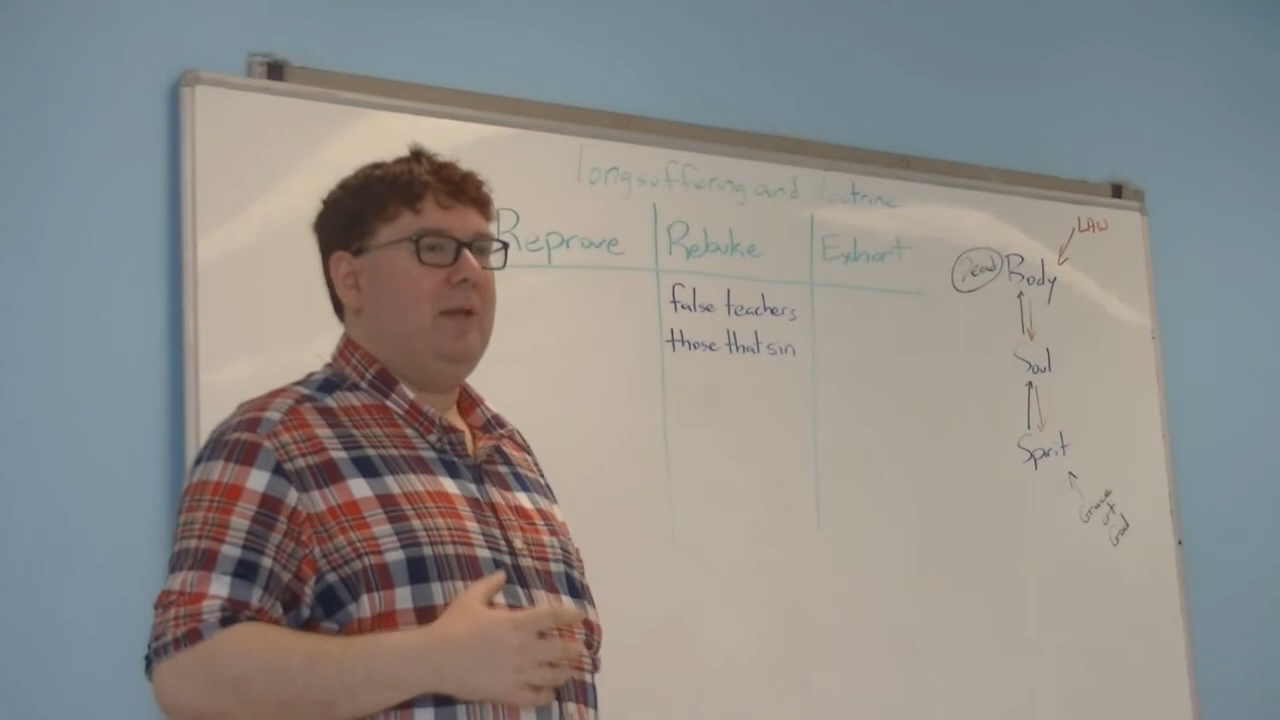 longsuffering and doctrine
Reprove Rebuke Exhort
false teachers
those that sin
LAW
Dead Body
Soul
Spirit
Grace
of
God